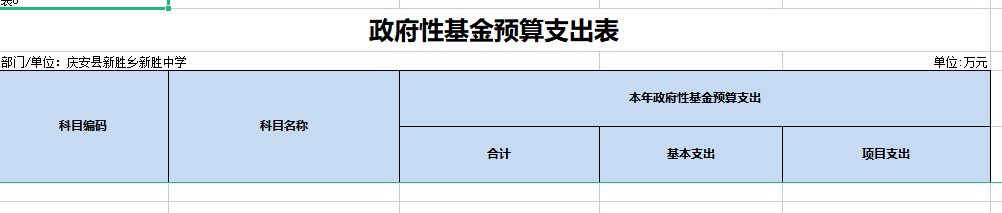 政府性基金预算支出表
部门/单位：庆安县新胜乡新胜中学 单位:万元
科目编码 科目名称 本年政府性基金预算支出
合计 基本支出 项目支出